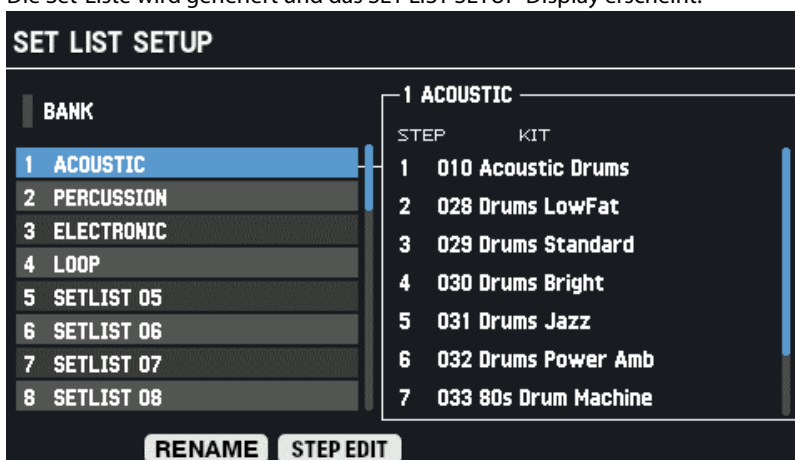 Die Set-Liste wird gefiehert und das SET LIST SETUP-Display erscheint.
SET LIST SETUP
BANK
1 ACOUSTIC
2 PERCUSSION
3 ELECTRONIC
4 LOOP
5 SETLIST 05
6 SETLIST 06
7 SETLIST 07
8 SETLIST 08
1 ACOUSTIC
STEP KIT
1 010 Acoustic Drums
2 028 Drums LowFat
3 029 Drums Standard
4 030 Drums Bright
5 031 Drums Jazz
6 032 Drums Power Amb
7 033 80s Drum Machine
RENAME STEP EDIT